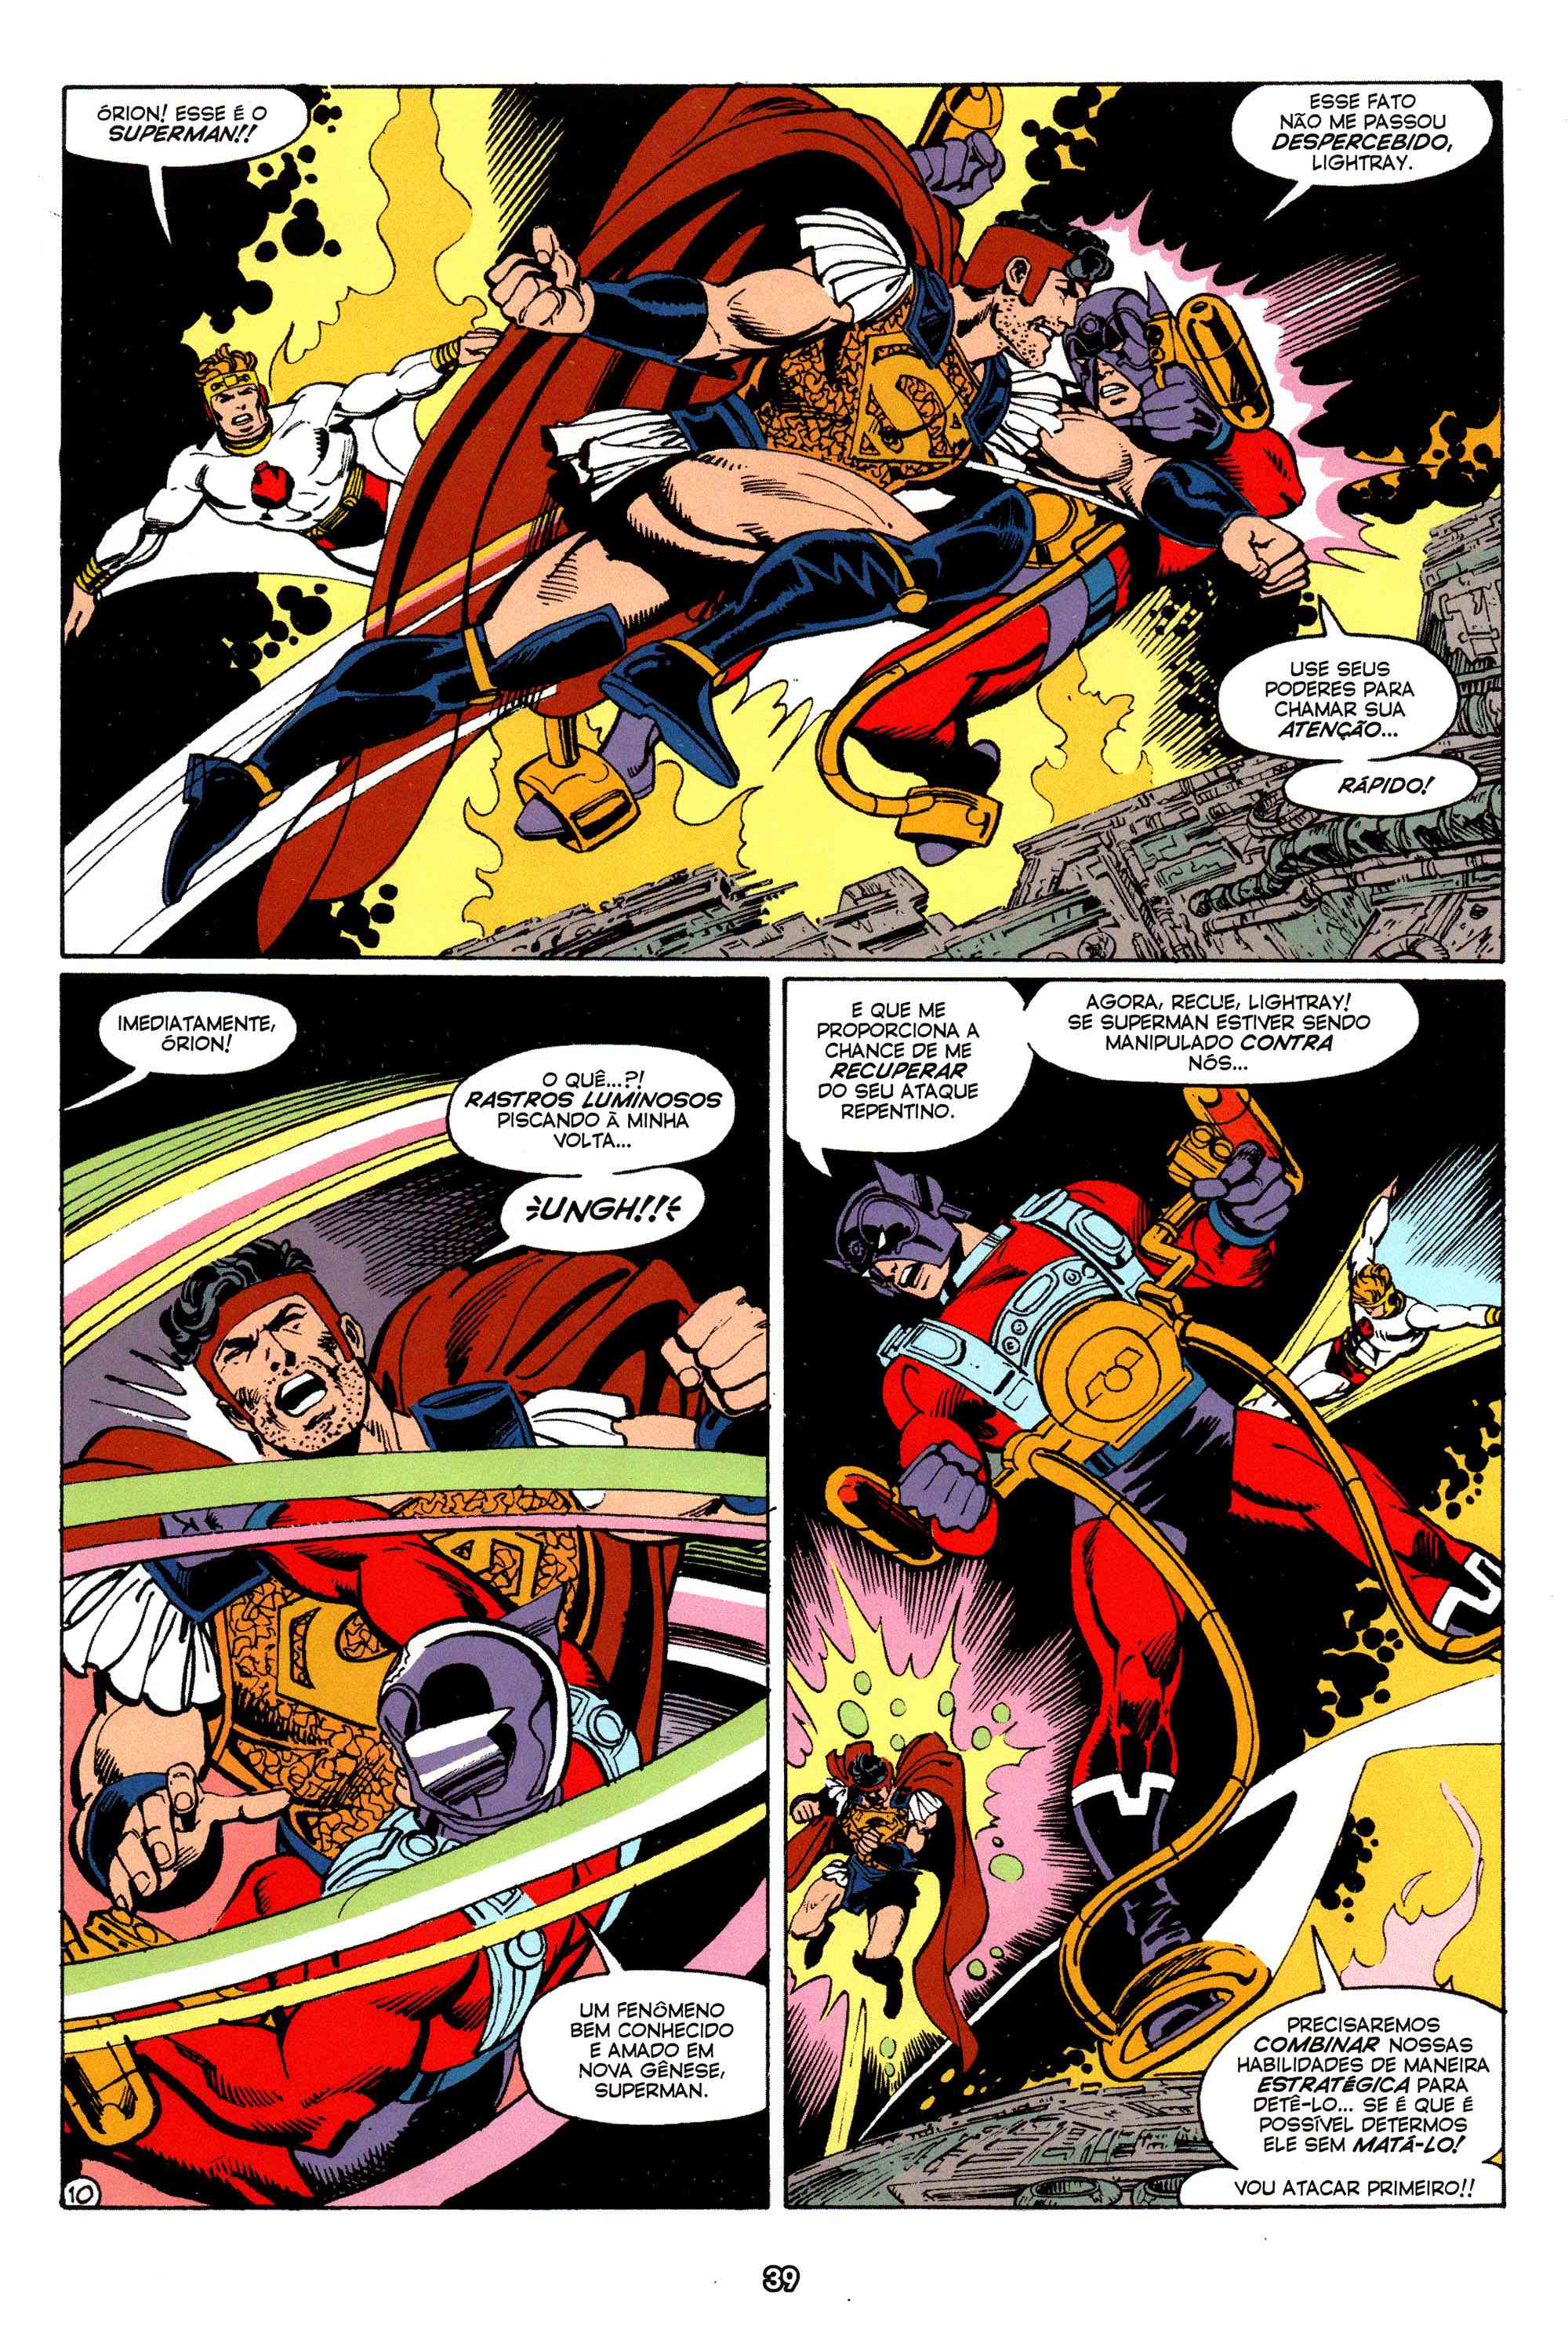 ÓRION! ESSE É O
SUPERMAN!!
ESSE FATO
NÃO ME PASSOU
DESPERCEBIDO,
LIGHTRAY.
USE SEUS
PODERES PARA
CHAMAR SUA
ATENÇÃO...
RÁPIDO!
IMEDIATAMENTE,
ÓRION!
O QUÊ...?!
RASTROS LUMINOSOS
PISCANDO À MINHA
VOLTA...
UNGH!!!
UM FENÔMENO
BEM CONHECIDO
E AMADO EM
NOVA GÊNESE,
SUPERMAN.
10
E QUE ME
PROPORCIONA A
CHANCE DE ME
RECUPERAR
DO SEU ATAQUE
REPENTINO.
AGORA, RECUE, LIGHTRAY!
SE SUPERMAN ESTIVER SENDO
MANIPULADO CONTRA
NÓS...
PRECISAREMOS
COMBINAR NOSSAS
HABILIDADES DE MANEIRA
ESTRATÉGICA PARA
DETÊ-LO... SE É QUE É
POSSÍVEL DETERMOS
ELE SEM MATÁ-LO!
VOU ATACAR PRIMEIRO!!
39